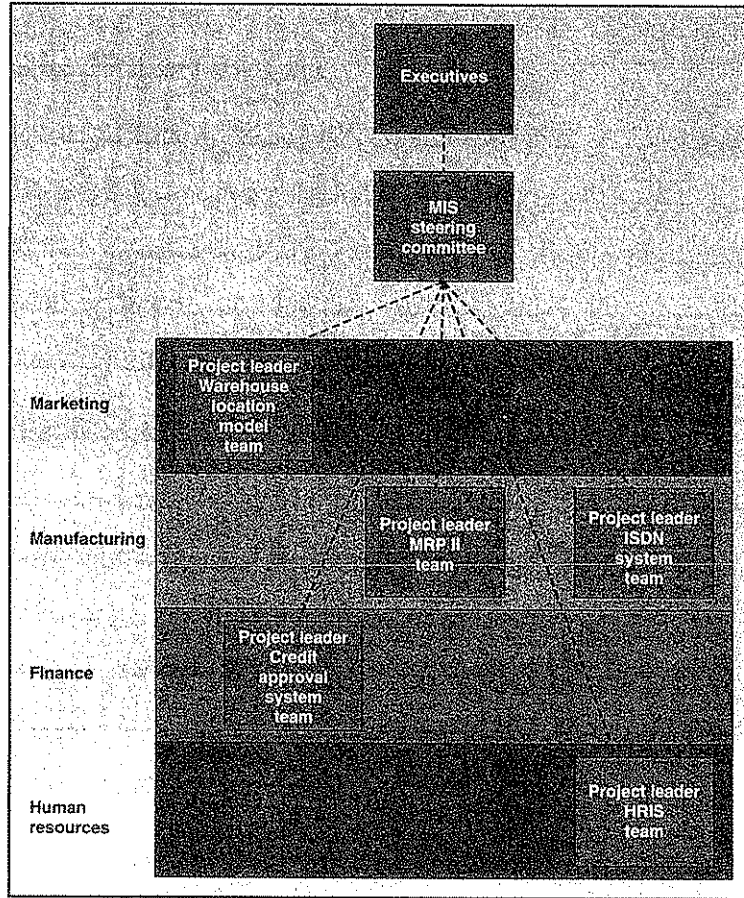 Executives
MIS
steering
committee
Marketing
Project leader
Warehouse
location
model
team
Manufacturing
Project leader
MRP II
team
Project leader
ISDN
system
team
Finance
Project leader
Credit
approval
system
team
Human
resources
Project leader
HRIS
team